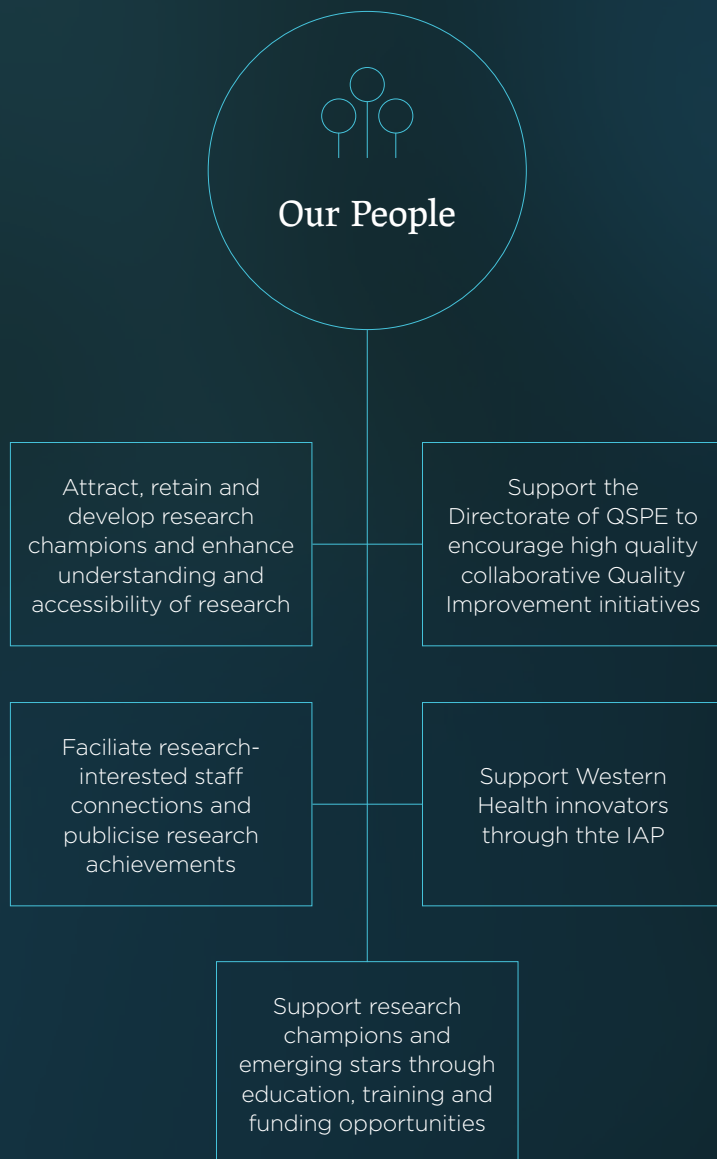 Our People
Attract, retain and
develop research
champions and enhance
understanding and
accessibility of research
Support the
Directorate of QSPE to
encourage high quality
collaborative Quality
Improvement initiatives
Faciliate research-
interested staff
connections and
publicise research
achievements
Support Western
Health innovators
through thte IAP
Support research
champions and
emerging stars through
education, training and
funding opportunities